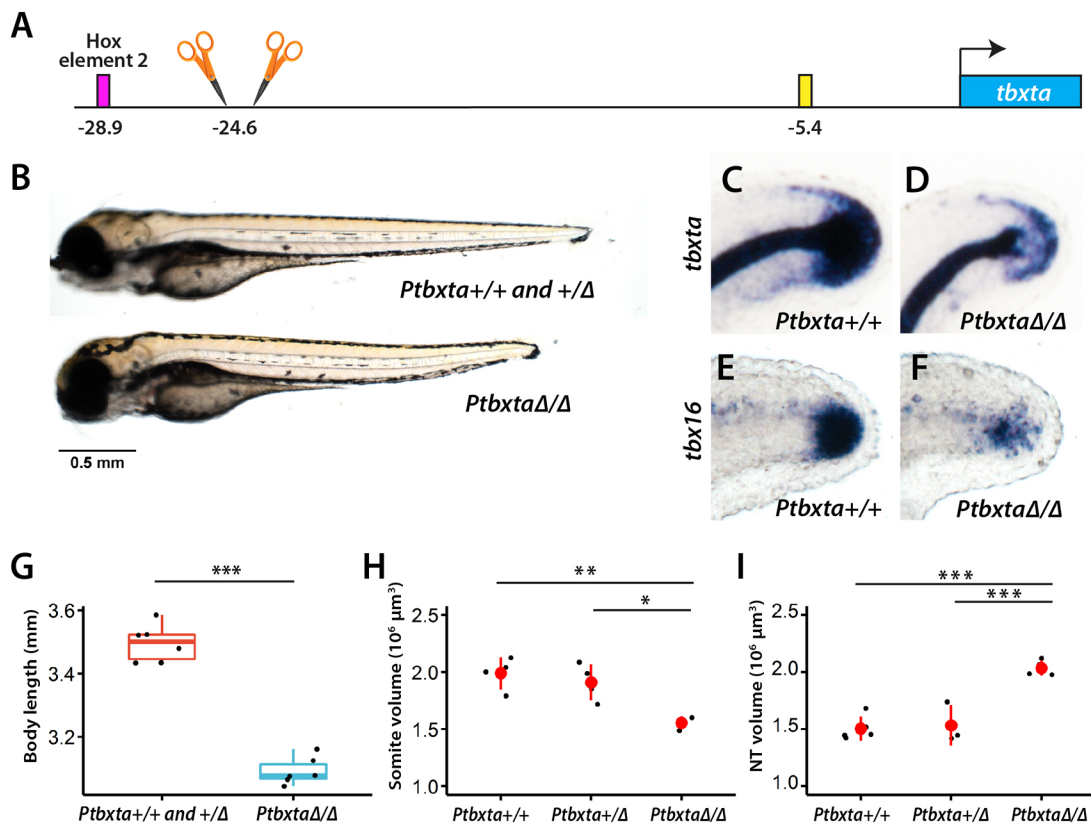 A
Hox
element 2
tbxta
-28.9
-24.6
-5.4
B
Ptbxta+/+ and +/Δ
PtbxtaΔ/Δ
0.5 mm
C
D
tbxta
Ptbxta+/+
PtbxtaΔ/Δ
E
F
tbx16
Ptbxta+/+
PtbxtaΔ/Δ
G
***
Body length (mm)
3.6
3.4
3.2
Ptbxta+/+ and +/Δ
PtbxtaΔ/Δ
H
**
*
Somite volume (10⁶ µm³)
2.5
2.0
1.5
1.0
Ptbxta+/+
Ptbxta+/Δ
PtbxtaΔ/Δ
I
***
***
NT volume (10⁶ µm³)
2.5
2.0
1.5
1.0
Ptbxta+/+
Ptbxta+/Δ
PtbxtaΔ/Δ